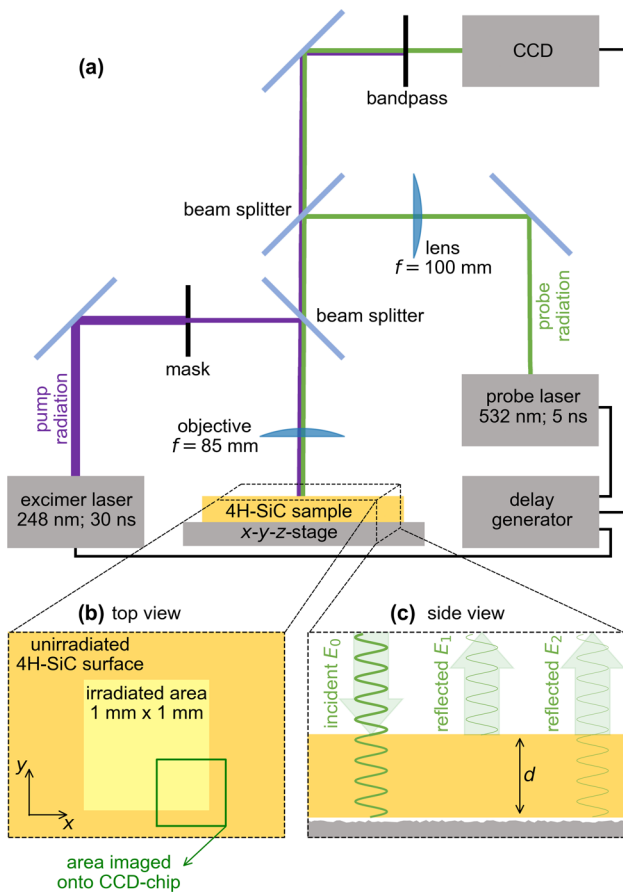 (a)
CCD
bandpass
beam splitter
lens
f = 100 mm
beam splitter
mask
pump
radiation
probe
radiation
objective
f = 85 mm
probe laser
532 nm; 5 ns
excimer laser
248 nm; 30 ns
4H-SiC sample
x-y-z-stage
delay
generator
(b) top view
(c) side view
unirradiated
4H-SiC surface
irradiated area
1 mm x 1 mm
y
x
area imaged
onto CCD-chip
incident E0
reflected E1
reflected E2
d